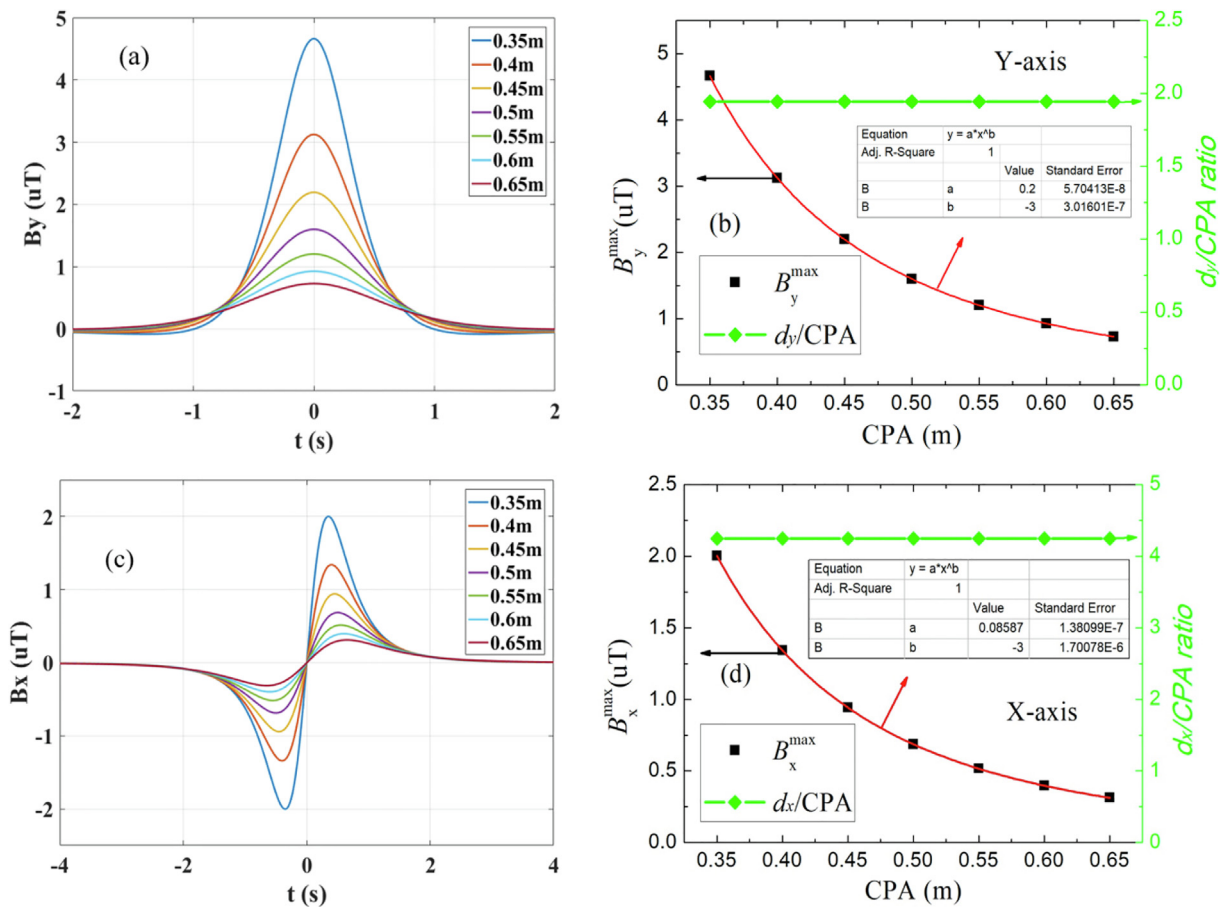 (a)
5
4
3
2
1
0
-1
By (uT)
-2 -1 0 1 2
t (s)
0.35m
0.4m
0.45m
0.5m
0.55m
0.6m
0.65m
Y-axis
(b)
5
4
3
2
1
0
B_y^max(uT)
2.5
2.0
1.5
1.0
0.5
0.0
dy/CPA ratio
Equation y = a*x^b
Adj. R-Square 1
Value Standard Error
B a 0.2 5.70413E-8
B b -3 3.01601E-7
B_y^max
dy/CPA
0.35 0.40 0.45 0.50 0.55 0.60 0.65
CPA (m)
(c)
2
1
0
-1
-2
Bx (uT)
-4 -2 0 2 4
t (s)
0.35m
0.4m
0.45m
0.5m
0.55m
0.6m
0.65m
X-axis
(d)
2.5
2.0
1.5
1.0
0.5
0.0
B_x^max(uT)
5
4
3
2
1
0
dx/CPA ratio
Equation y = a*x^b
Adj. R-Square 1
Value Standard Error
B a 0.08587 1.38099E-7
B b -3 1.70078E-6
B_x^max
dx/CPA
0.35 0.40 0.45 0.50 0.55 0.60 0.65
CPA (m)